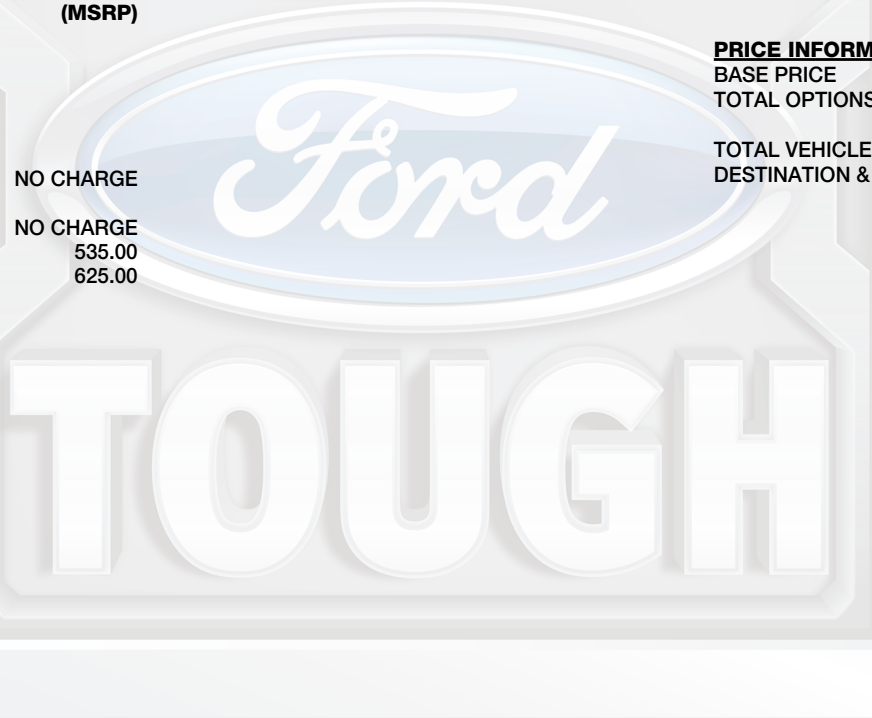 (MSRP)
NO CHARGE
NO CHARGE
535.00
625.00
PRICE INFORM
BASE PRICE
TOTAL OPTIONS
TOTAL VEHICLE
DESTINATION &
Ford
TOUGH